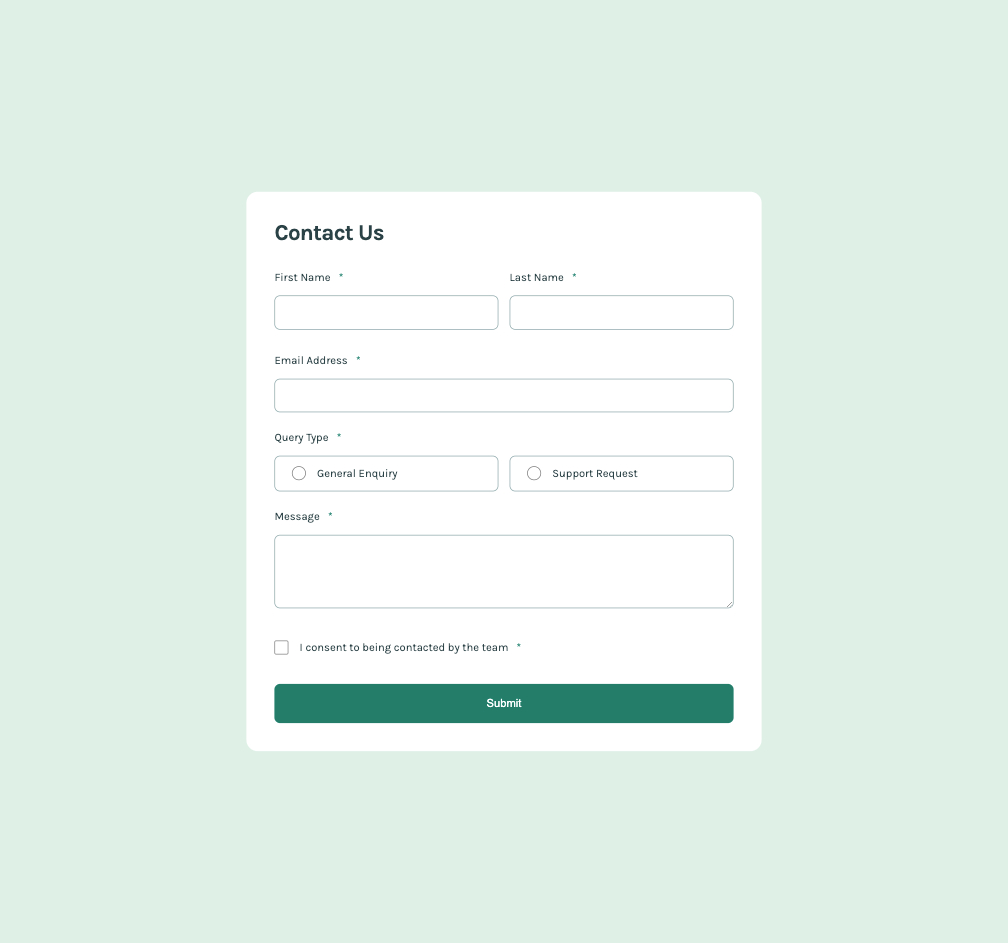 Contact Us
First Name *
Last Name *
Email Address *
Query Type *
General Enquiry
Support Request
Message *
I consent to being contacted by the team *
Submit